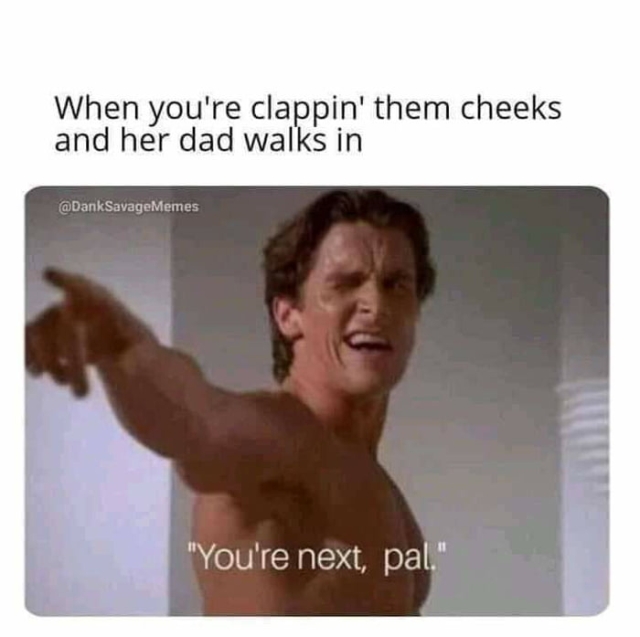 When you're clappin' them cheeks
and her dad walks in
@DankSavageMemes
"You're next, pal."